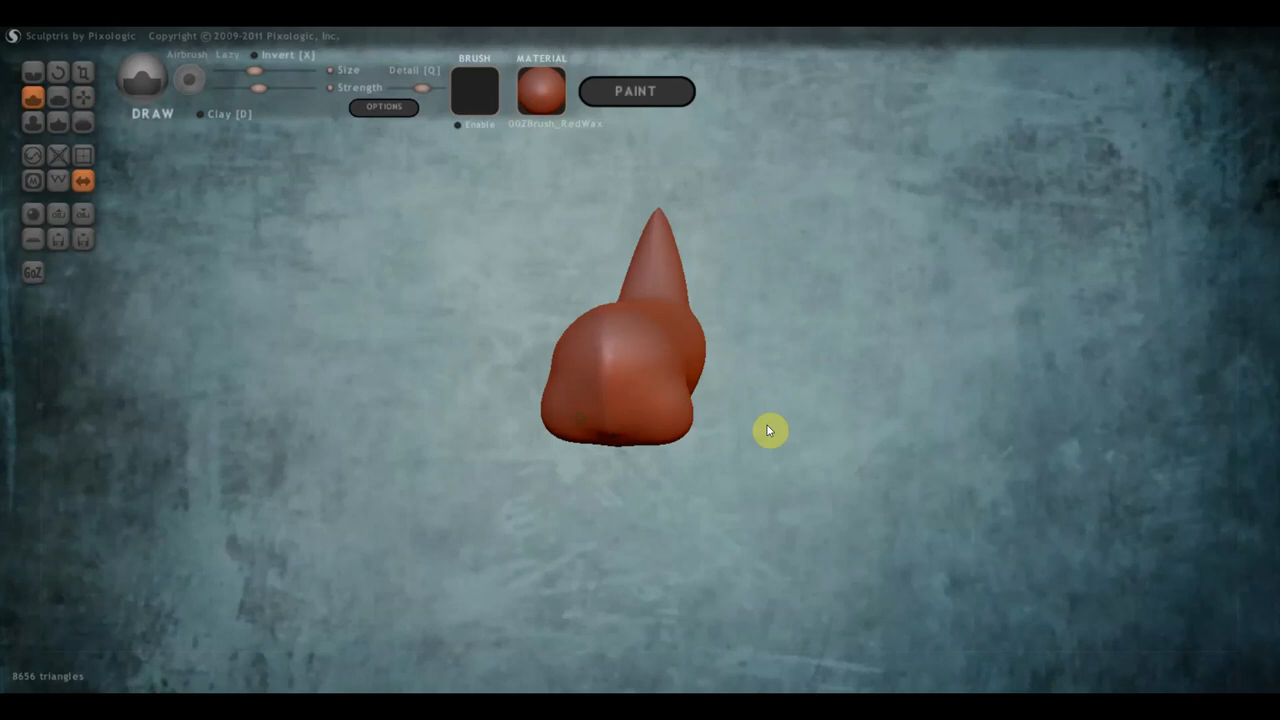 Sculptris by Pixologic Copyright ©2009-2011 Pixologic, Inc.
Airbrush Lazy Invert [X]
Size Detail [Q]
Strength
DRAW Clay [D]
OPTIONS
BRUSH
Enable
MATERIAL
00ZBrush_RedWax
PAINT
GoZ
8656 triangles